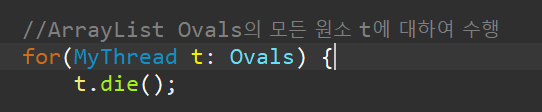 //ArrayList Ovals의 모든 원소 t에 대하여 수행
for(MyThread t: Ovals) {
t.die();